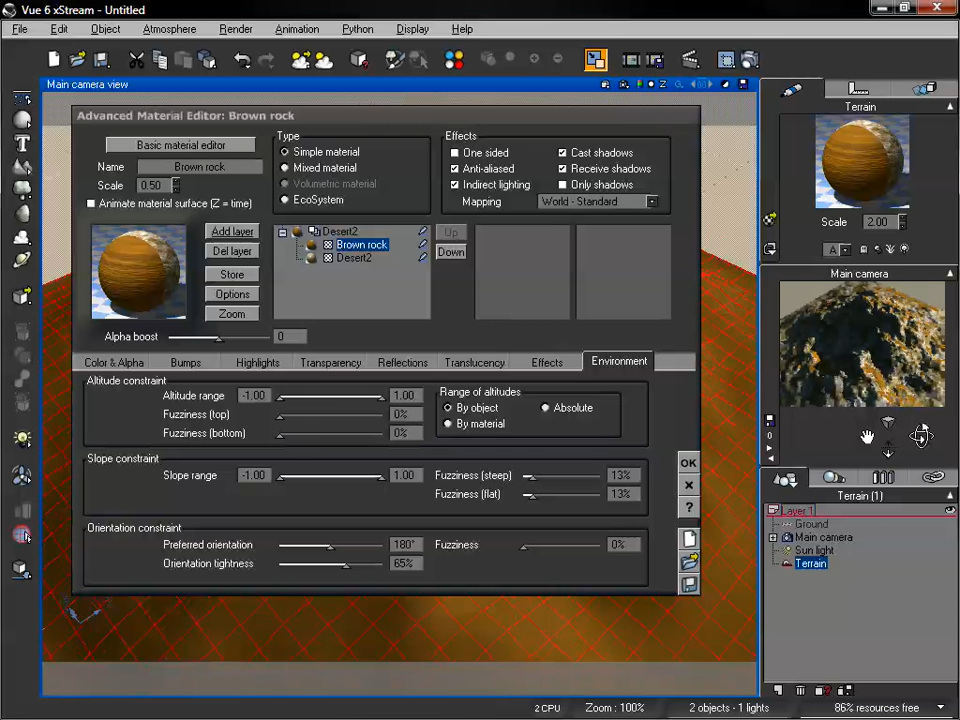 Vue 6 xStream - Untitled
File Edit Object Atmosphere Render Animation Python Display Help
Main camera view
Advanced Material Editor: Brown rock
Basic material editor
Name Brown rock
Scale 0.50
Animate material surface (Z = time)
Type
Simple material
Mixed material
Volumetric material
EcoSystem
Effects
One sided
Cast shadows
Anti-aliased
Receive shadows
Indirect lighting
Only shadows
Mapping World - Standard
Add layer
Del layer
Store
Options
Zoom
Desert2
Brown rock
Desert2
Up
Down
Alpha boost 0
Color & Alpha Bumps Highlights Transparency Reflections Translucency Effects Environment
Altitude constraint
Altitude range -1.00 1.00
Fuzziness (top) 0%
Fuzziness (bottom) 0%
Range of altitudes
By object
Absolute
By material
Slope constraint
Slope range -1.00 1.00
Fuzziness (steep) 13%
Fuzziness (flat) 13%
Orientation constraint
Preferred orientation 180°
Fuzziness 0%
Orientation tightness 65%
OK
?
Terrain
Scale 2.00
A
Main camera
0
Terrain (1)
Layer 1
Ground
Main camera
Sun light
Terrain
2 CPU Zoom : 100% 2 objects - 1 lights 86% resources free